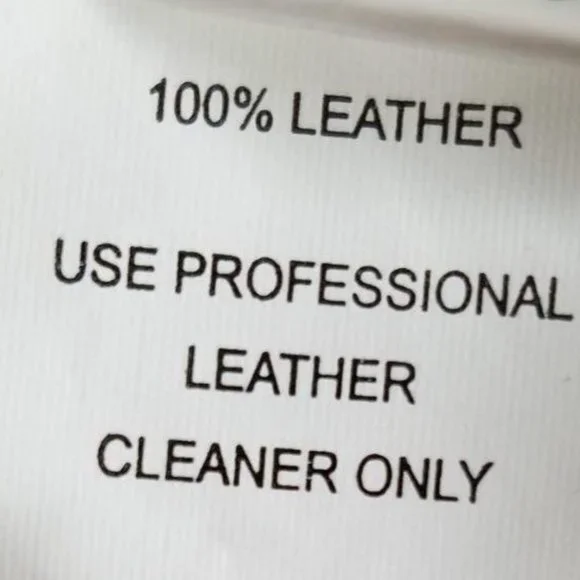 100% LEATHER
USE PROFESSIONAL
LEATHER
CLEANER ONLY